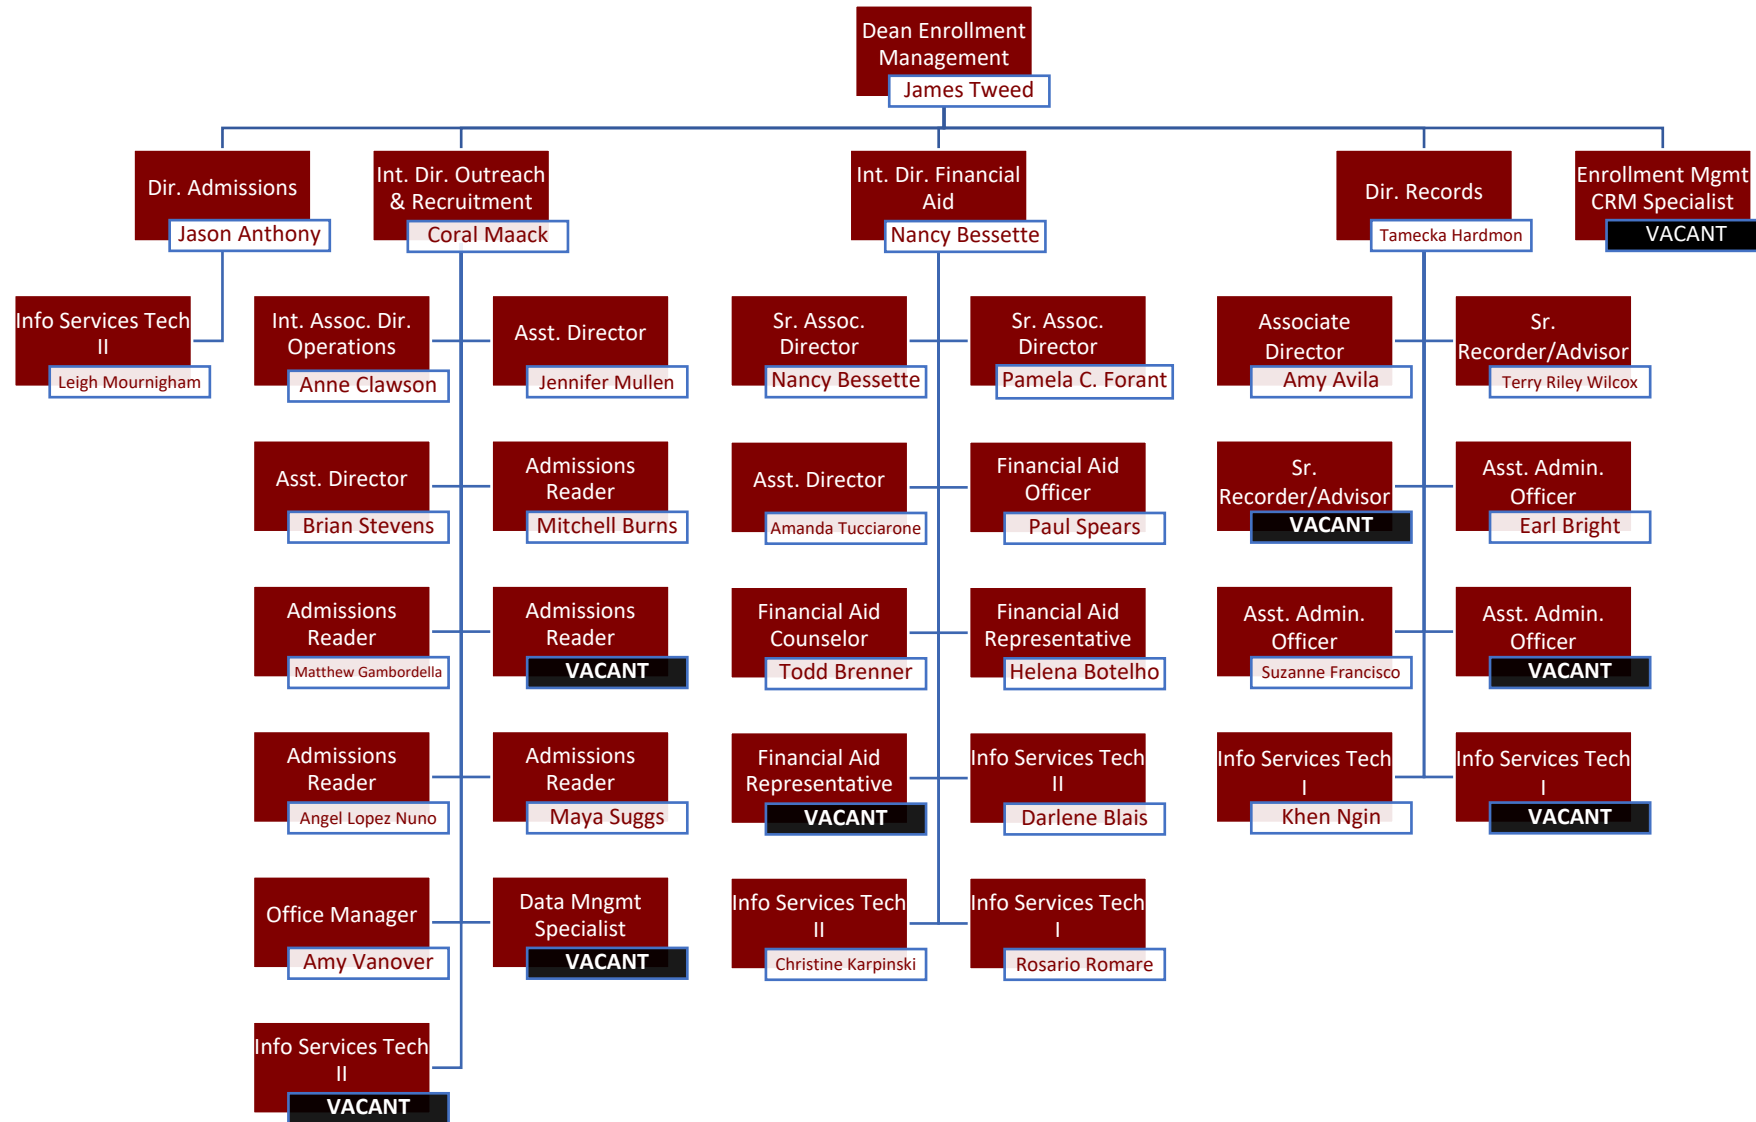 Dean Enrollment
Management
James Tweed
Dir. Admissions
Jason Anthony
Int. Dir. Outreach
& Recruitment
Coral Maack
Int. Dir. Financial
Aid
Nancy Bessette
Dir. Records
Tamecka Hardmon
Enrollment Mgmt
CRM Specialist
VACANT
Info Services Tech
II
Leigh Mournigham
Int. Assoc. Dir.
Operations
Anne Clawson
Asst. Director
Jennifer Mullen
Sr. Assoc.
Director
Nancy Bessette
Sr. Assoc.
Director
Pamela C. Forant
Associate
Director
Amy Avila
Sr.
Recorder/Advisor
Terry Riley Wilcox
Asst. Director
Brian Stevens
Admissions
Reader
Mitchell Burns
Asst. Director
Amanda Tucciarone
Financial Aid
Officer
Paul Spears
Sr.
Recorder/Advisor
VACANT
Asst. Admin.
Officer
Earl Bright
Admissions
Reader
Matthew Gambordella
Admissions
Reader
VACANT
Financial Aid
Counselor
Todd Brenner
Financial Aid
Representative
Helena Botelho
Asst. Admin.
Officer
Suzanne Francisco
Asst. Admin.
Officer
VACANT
Admissions
Reader
Angel Lopez Nuno
Admissions
Reader
Maya Suggs
Financial Aid
Representative
VACANT
Info Services Tech
II
Darlene Blais
Info Services Tech
I
Khen Ngin
Info Services Tech
I
VACANT
Office Manager
Amy Vanover
Data Mngmt
Specialist
VACANT
Info Services Tech
II
Christine Karpinski
Info Services Tech
I
Rosario Romare
Info Services Tech
II
VACANT